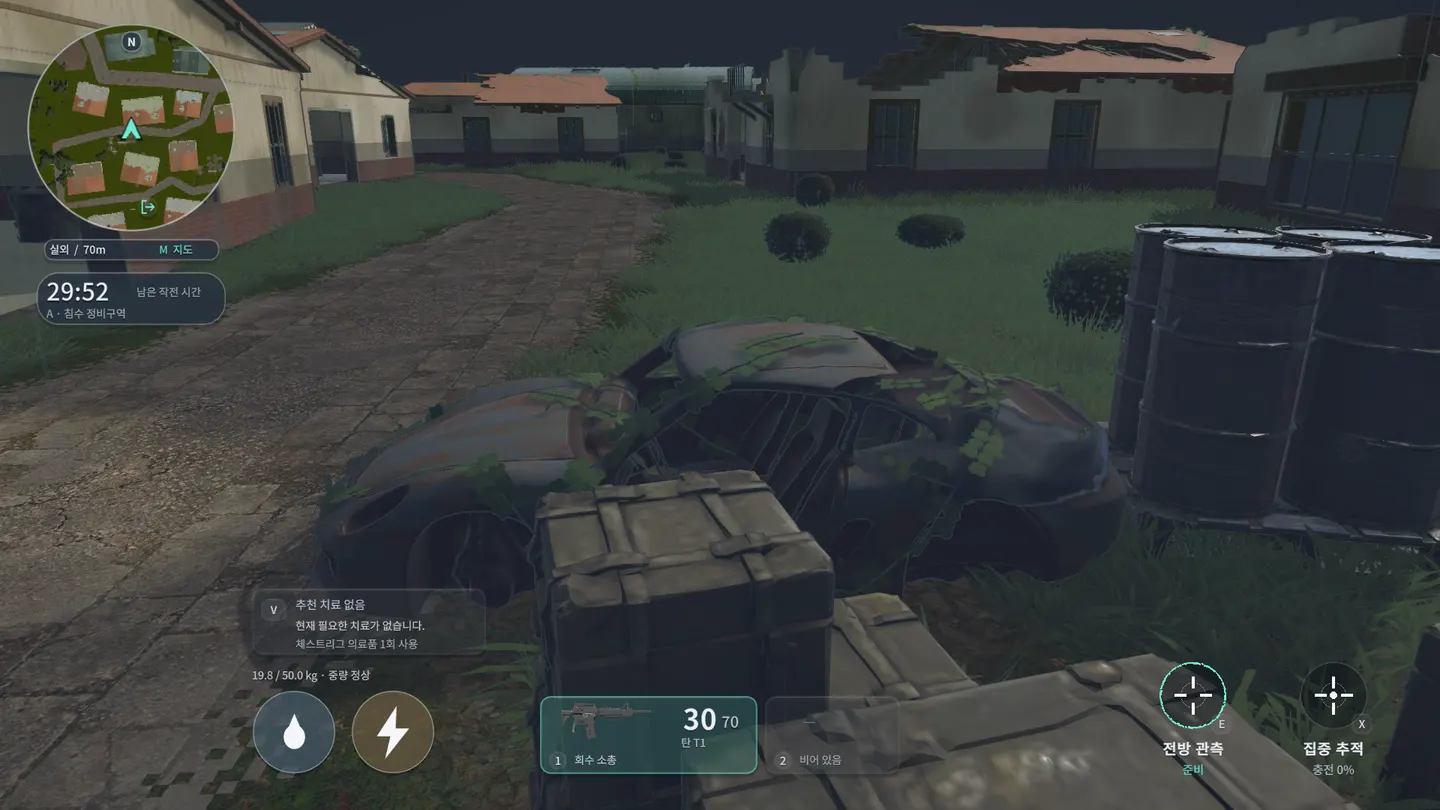 N
실외 / 70m
M 지도
29:52
남은 작전 시간
A · 침수 정비구역
V
추천 치료 없음
현재 필요한 치료가 없습니다.
체스트리그 의료품 1회 사용
19.8 / 50.0 kg · 중량 정상
30 70
탄 T1
1 회수 소총
—
2 비어 있음
E
전방 관측
준비
X
집중 추적
충전 0%